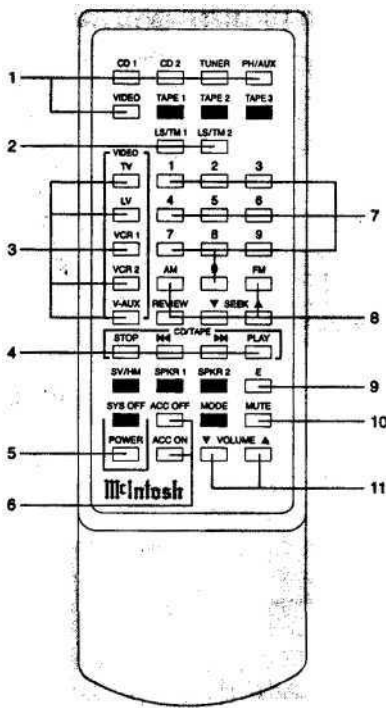 CD 1 CD 2 TUNER PH/AUX
1
VIDEO TAPE 1 TAPE 2 TAPE 3
LS/TM 1 LS/TM 2
2
VIDEO
TV 1 2 3
LV 4 5 6 7
3 VCR 1 7 8 9
VCR 2 AM 0 FM
V-AUX REVIEW ▼ SEEK ▲ 8
CD/TAPE
4 STOP ⏮ ⏭ PLAY
SV/HM SPKR 1 SPKR 2 E
9
SYS OFF ACC OFF MODE MUTE
10
5 POWER ACC ON ▼ VOLUME ▲
6
McIntosh 11